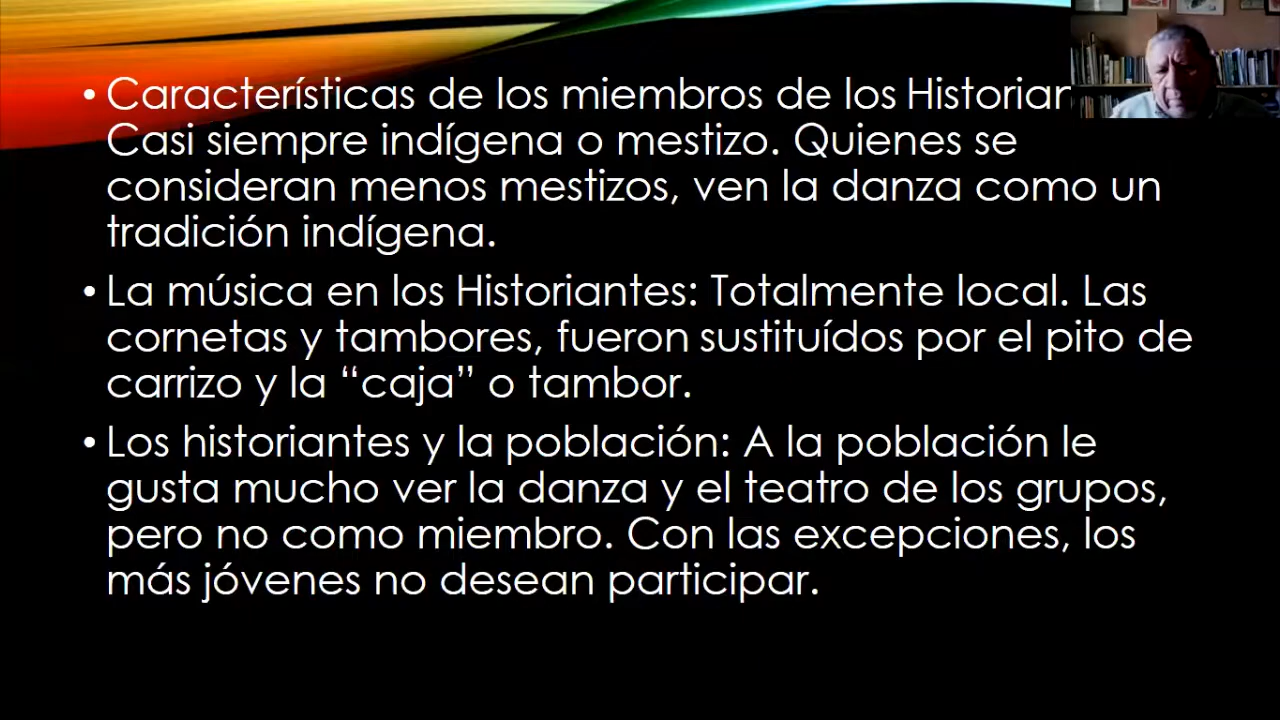 • Características de los miembros de los
Casi siempre indígena o mestizo. Quienes se
consideran menos mestizos, ven la danza como un
tradición indígena.
• La música en los Historiantes: Totalmente local. Las
cornetas y tambores, fueron sustituídos por el pito de
carrizo y la “caja” o tambor.
• Los historiantes y la población: A la población le
gusta mucho ver la danza y el teatro de los grupos,
pero no como miembro. Con las excepciones, los
más jóvenes no desean participar.